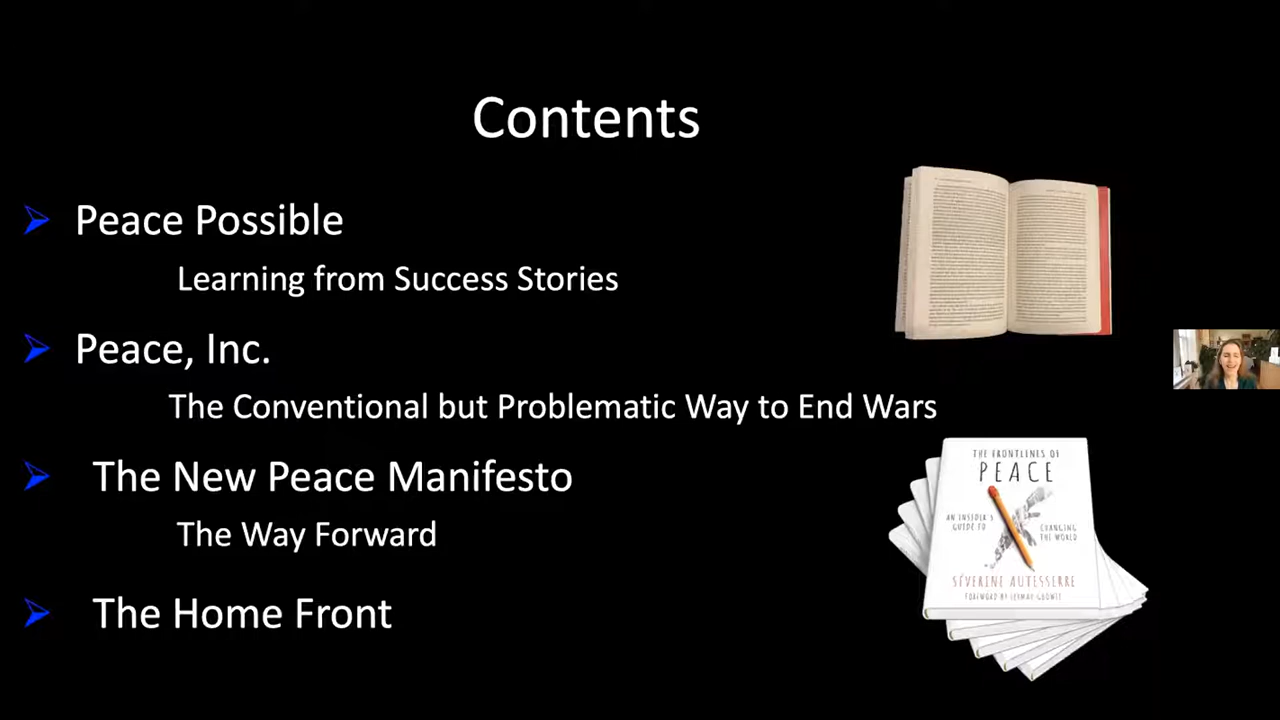 Contents
Peace Possible
Learning from Success Stories
Peace, Inc.
The Conventional but Problematic Way to End Wars
The New Peace Manifesto
The Way Forward
The Home Front
THE FRONTLINES OF
PEACE
AN INSIDER'S
GUIDE TO
CHANGING
THE WORLD
SÉVERINE AUTESSERRE
FOREWORD BY LEYMAH GBOWEE